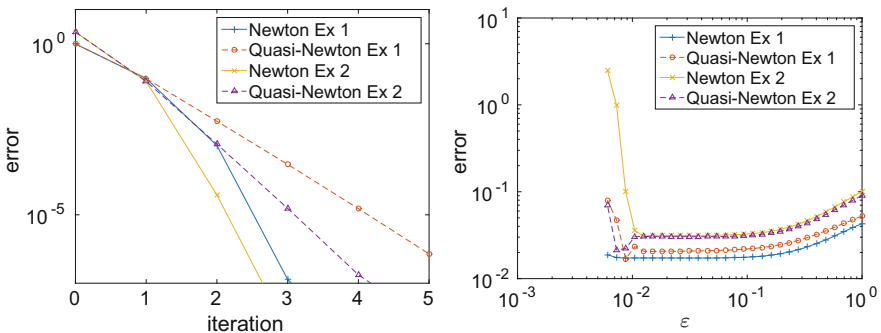 Newton Ex 1
Quasi-Newton Ex 1
Newton Ex 2
Quasi-Newton Ex 2
10^0
10^-5
error
0 1 2 3 4 5
iteration
Newton Ex 1
Quasi-Newton Ex 1
Newton Ex 2
Quasi-Newton Ex 2
10^1
10^0
10^-1
10^-2
error
10^-3 10^-2 10^-1 10^0
ε